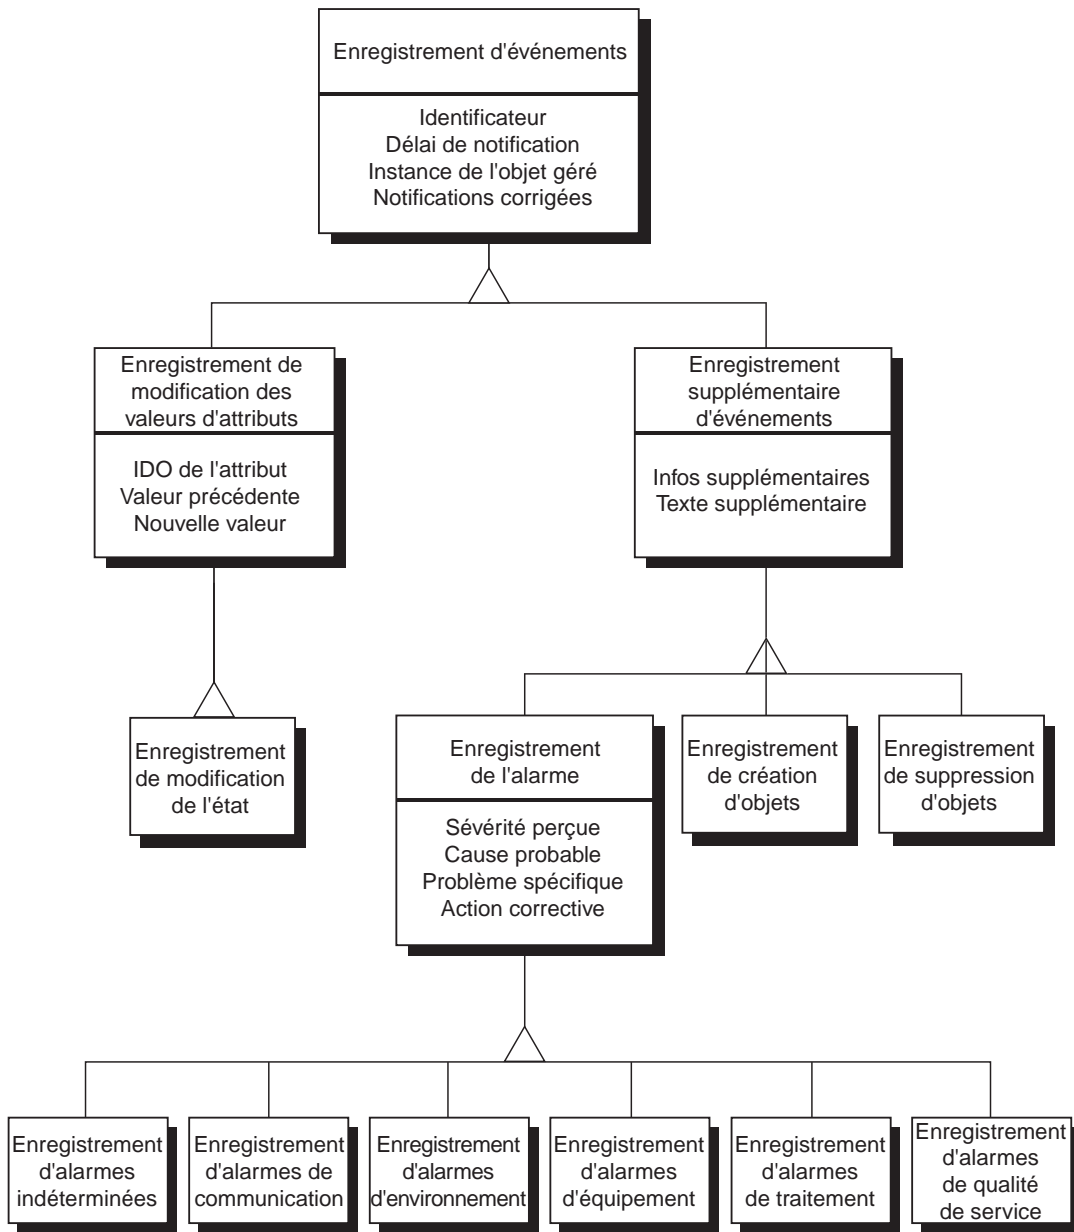 Enregistrement d'événements
Identificateur
Délai de notification
Instance de l'objet géré
Notifications corrigées
Enregistrement de
modification des
valeurs d'attributs
IDO de l'attribut
Valeur précédente
Nouvelle valeur
Enregistrement
supplémentaire
d'événements
Infos supplémentaires
Texte supplémentaire
Enregistrement
de modification
de l'état
Enregistrement
de l'alarme
Sévérité perçue
Cause probable
Problème spécifique
Action corrective
Enregistrement
de création
d'objets
Enregistrement
de suppression
d'objets
Enregistrement
d'alarmes
indéterminées
Enregistrement
d'alarmes de
communication
Enregistrement
d'alarmes
d'environnement
Enregistrement
d'alarmes
d'équipement
Enregistrement
d'alarmes
de traitement
Enregistrement
d'alarmes
de qualité
de service